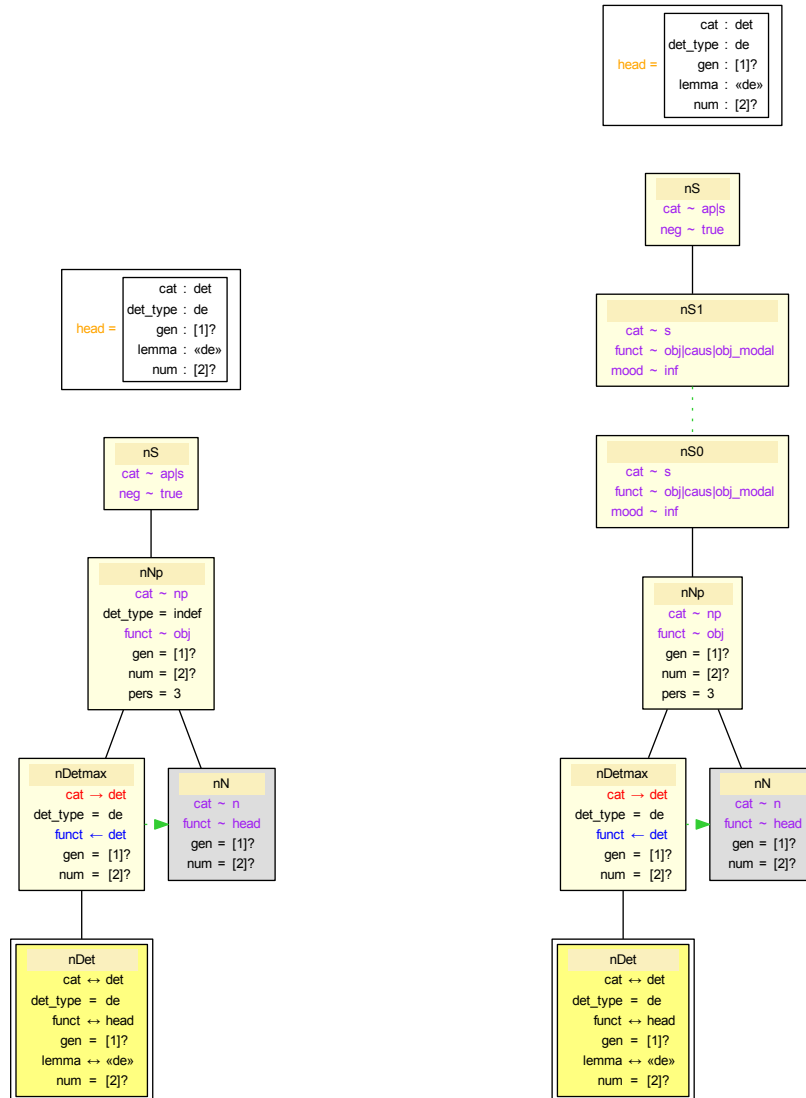 head =
cat : det
det_type : de
gen : [1]?
lemma : «de»
num : [2]?
nS
cat ~ ap|s
neg ~ true
nNp
cat ~ np
det_type = indef
funct ~ obj
gen = [1]?
num = [2]?
pers = 3
nDetmax
cat → det
det_type = de
funct ← det
gen = [1]?
num = [2]?
nN
cat ~ n
funct ~ head
gen = [1]?
num = [2]?
nDet
cat ↔ det
det_type = de
funct ↔ head
gen = [1]?
lemma ↔ «de»
num = [2]?
head =
cat : det
det_type : de
gen : [1]?
lemma : «de»
num : [2]?
nS
cat ~ ap|s
neg ~ true
nS1
cat ~ s
funct ~ obj|caus|obj_modal
mood ~ inf
nS0
cat ~ s
funct ~ obj|caus|obj_modal
mood ~ inf
nNp
cat ~ np
funct ~ obj
gen = [1]?
num = [2]?
pers = 3
nDetmax
cat → det
det_type = de
funct ← det
gen = [1]?
num = [2]?
nN
cat ~ n
funct ~ head
gen = [1]?
num = [2]?
nDet
cat ↔ det
det_type = de
funct ↔ head
gen = [1]?
lemma ↔ «de»
num = [2]?